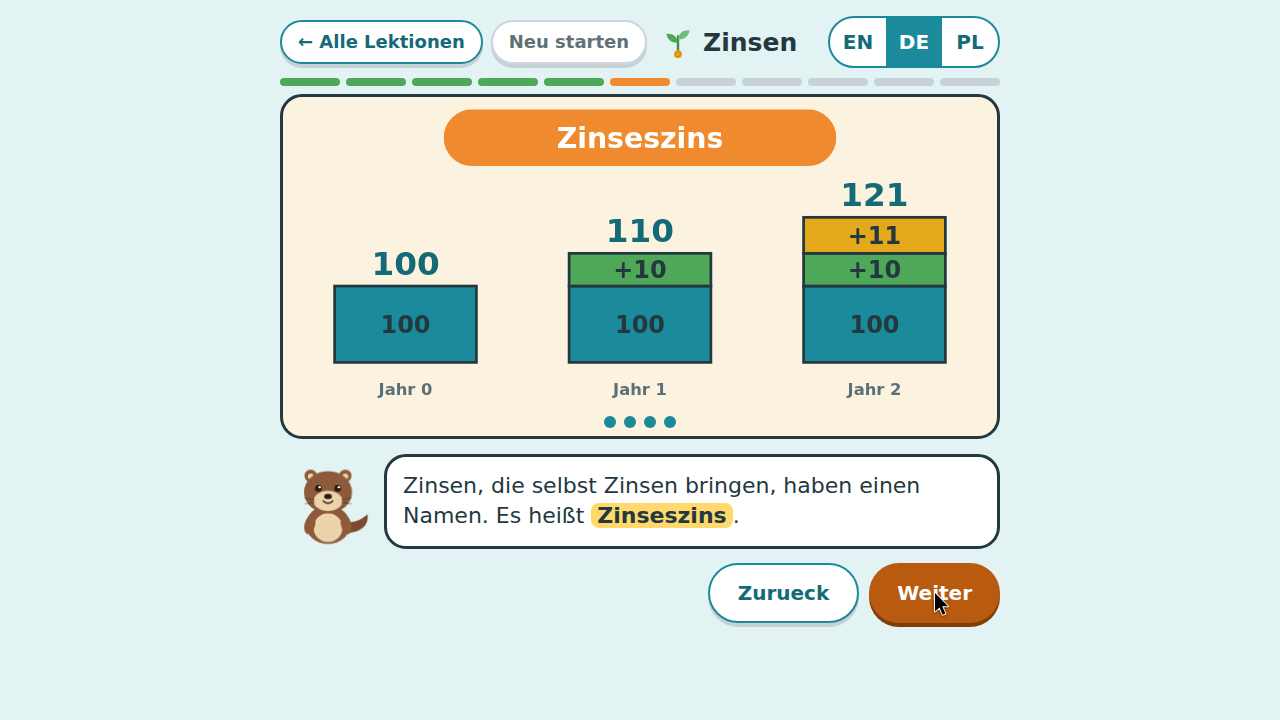 ← Alle Lektionen
Neu starten
Zinsen
EN DE PL
Zinseszins
100
100
Jahr 0
110
+10
100
Jahr 1
121
+11
+10
100
Jahr 2
Zinsen, die selbst Zinsen bringen, haben einen
Namen. Es heißt Zinseszins.
Zurueck
Weiter